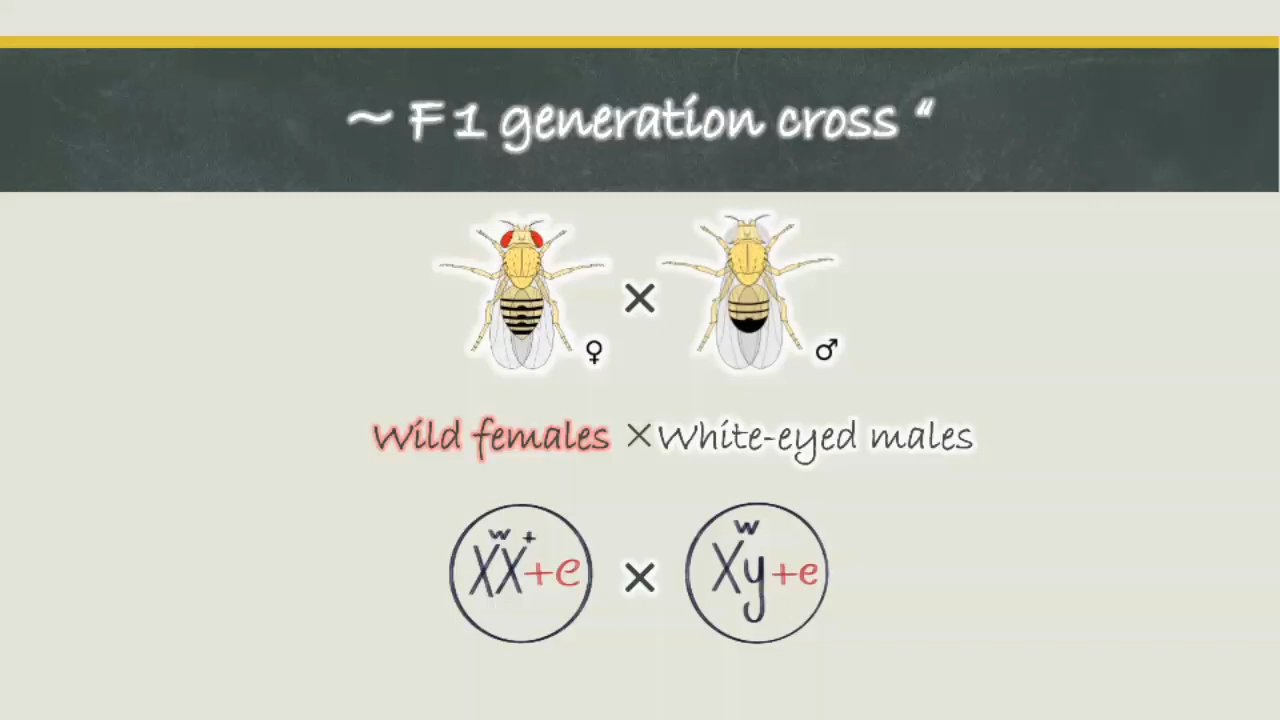 ~ F1 generation cross “
×
♀ ♂
Wild females × White-eyed males
XʷX⁺+e × Xʷy+e